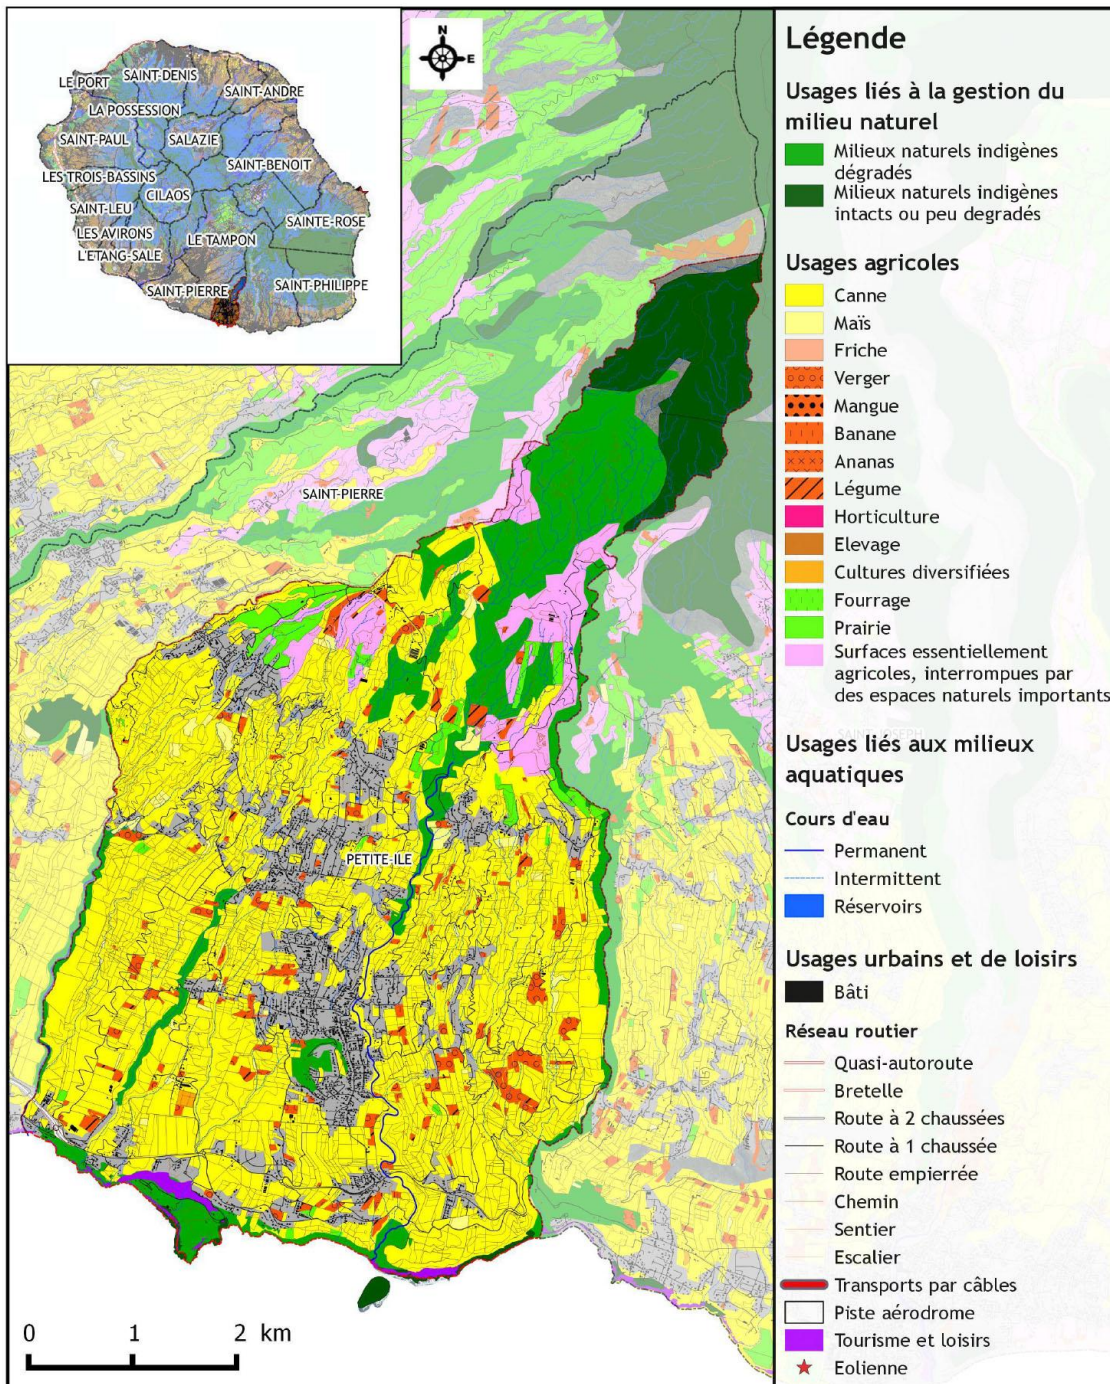 SAINT-DENIS
LE PORT
SAINT-ANDRE
LA POSSESSION
SAINT-PAUL
SALAZIE
SAINT-BENOIT
LES TROIS-BASSINS
CILAOS
SAINT-LEU
SAINTE-ROSE
LES AVIRONS
LE TAMPON
L'ETANG-SALE
SAINT-PIERRE
SAINT-PHILIPPE
N
E
SAINT-PIERRE
PETITE-ILE
0 1 2 km
Légende
Usages liés à la gestion du
milieu naturel
Milieux naturels indigènes
dégradés
Milieux naturels indigènes
intacts ou peu degradés
Usages agricoles
Canne
Maïs
Friche
Verger
Mangue
Banane
Ananas
Légume
Horticulture
Elevage
Cultures diversifiées
Fourrage
Prairie
Surfaces essentiellement
agricoles, interrompues par
des espaces naturels importants
SAINT-JOSEPH
Usages liés aux milieux
aquatiques
Cours d'eau
Permanent
Intermittent
Réservoirs
Usages urbains et de loisirs
Bâti
Réseau routier
Quasi-autoroute
Bretelle
Route à 2 chaussées
Route à 1 chaussée
Route empierrée
Chemin
Sentier
Escalier
Transports par câbles
Piste aérodrome
Tourisme et loisirs
Eolienne